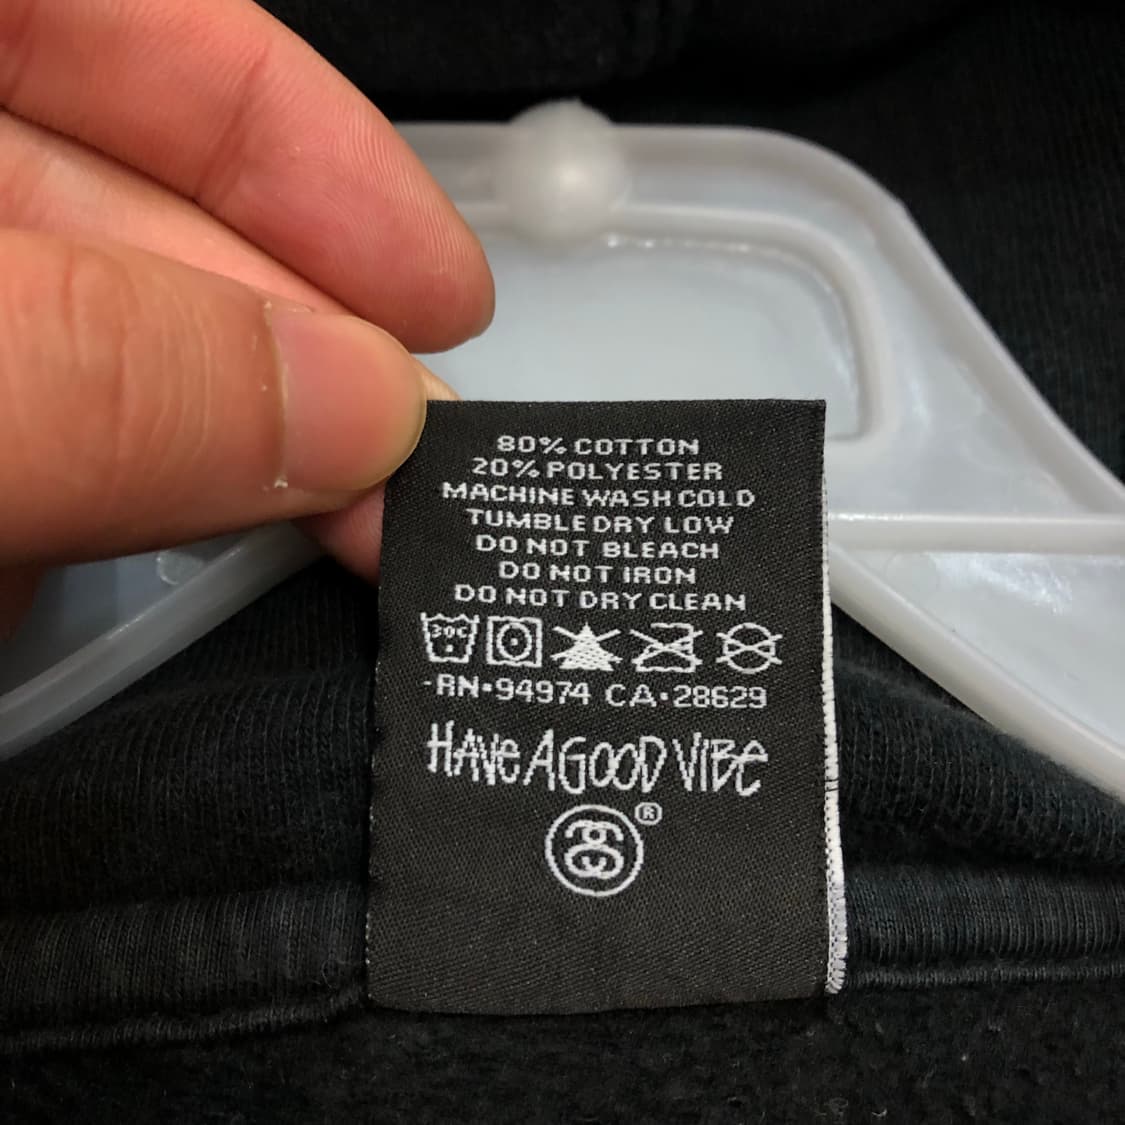 80% COTTON
20% POLYESTER
MACHINE WASH COLD
TUMBLE DRY LOW
DO NOT BLEACH
DO NOT IRON
DO NOT DRY CLEAN
30C
-RN•94974 CA•28629
HAVE A GOOD VIBE
®